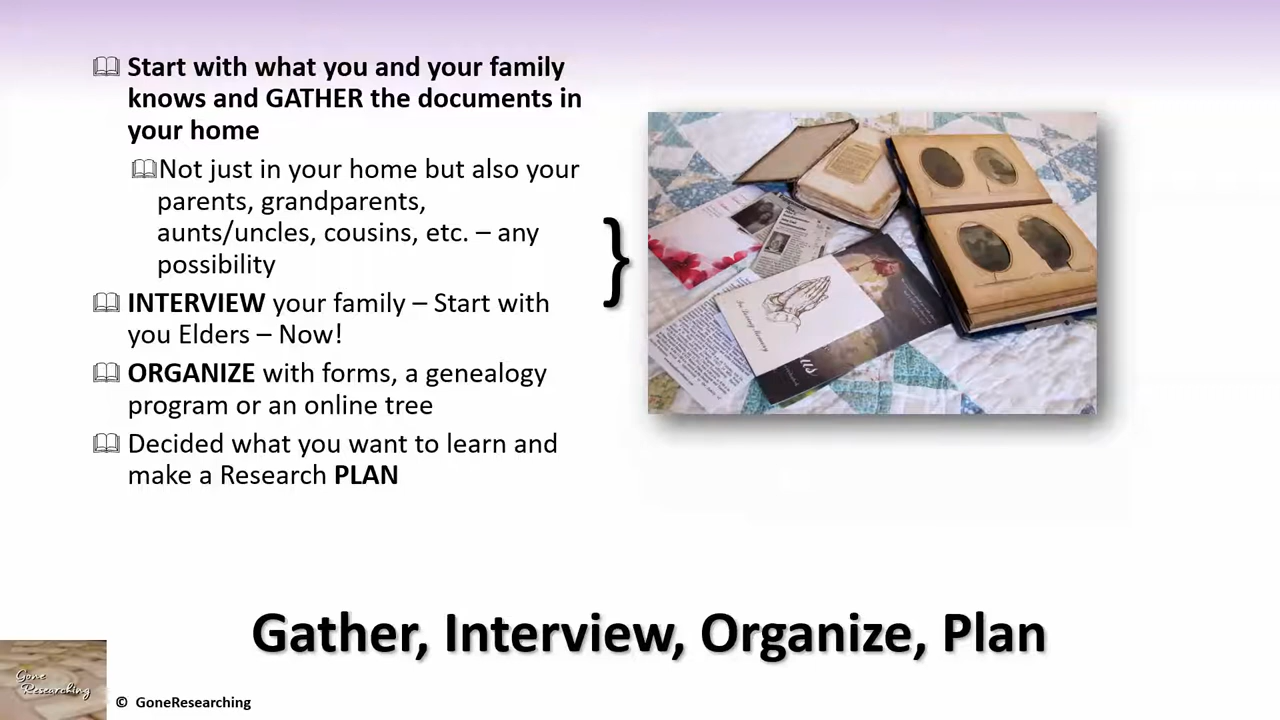 Start with what you and your family
knows and GATHER the documents in
your home
Not just in your home but also your
parents, grandparents,
aunts/uncles, cousins, etc. – any
possibility
INTERVIEW your family – Start with
you Elders – Now!
ORGANIZE with forms, a genealogy
program or an online tree
Decided what you want to learn and
make a Research PLAN
}
In Loving Memory
Gather, Interview, Organize, Plan
Gone
Researching
© GoneResearching